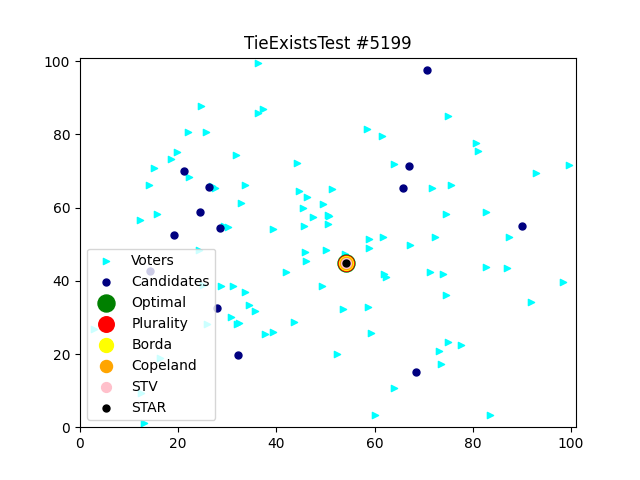 TieExistsTest #5199
100
80
60
40
20
0
Voters
Candidates
Optimal
Plurality
Borda
Copeland
STV
STAR
0 20 40 60 80 100